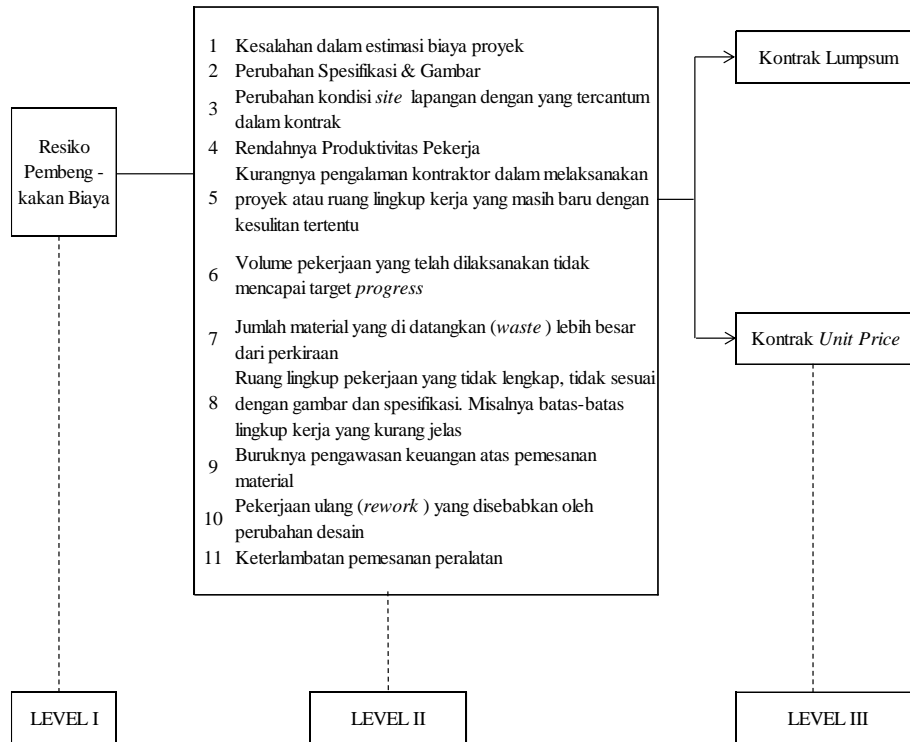 Resiko
Pembeng -
kakan Biaya
1 Kesalahan dalam estimasi biaya proyek
2 Perubahan Spesifikasi & Gambar
3 Perubahan kondisi site lapangan dengan yang tercantum
dalam kontrak
4 Rendahnya Produktivitas Pekerja
Kurangnya pengalaman kontraktor dalam melaksanakan
5 proyek atau ruang lingkup kerja yang masih baru dengan
kesulitan tertentu
6 Volume pekerjaan yang telah dilaksanakan tidak
mencapai target progress
7 Jumlah material yang di datangkan (waste ) lebih besar
dari perkiraan
Ruang lingkup pekerjaan yang tidak lengkap, tidak sesuai
8 dengan gambar dan spesifikasi. Misalnya batas-batas
lingkup kerja yang kurang jelas
9 Buruknya pengawasan keuangan atas pemesanan
material
10 Pekerjaan ulang (rework ) yang disebabkan oleh
perubahan desain
11 Keterlambatan pemesanan peralatan
Kontrak Lumpsum
Kontrak Unit Price
LEVEL I
LEVEL II
LEVEL III